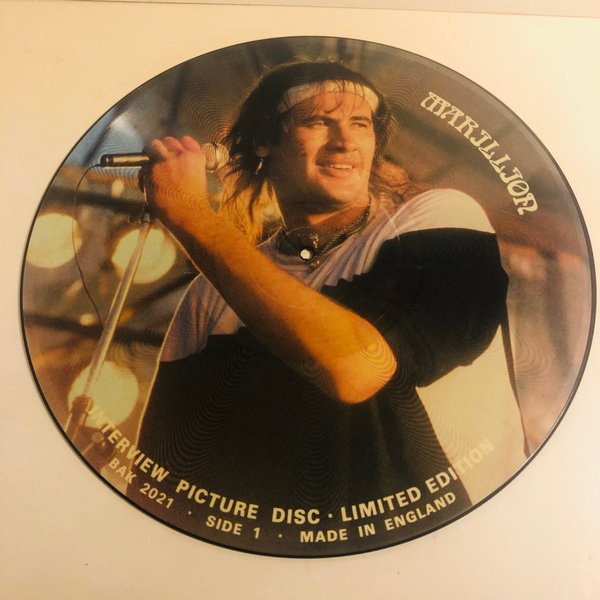 MARILLION
INTERVIEW PICTURE DISC · LIMITED EDITION
BAK 2021 · SIDE 1 · MADE IN ENGLAND